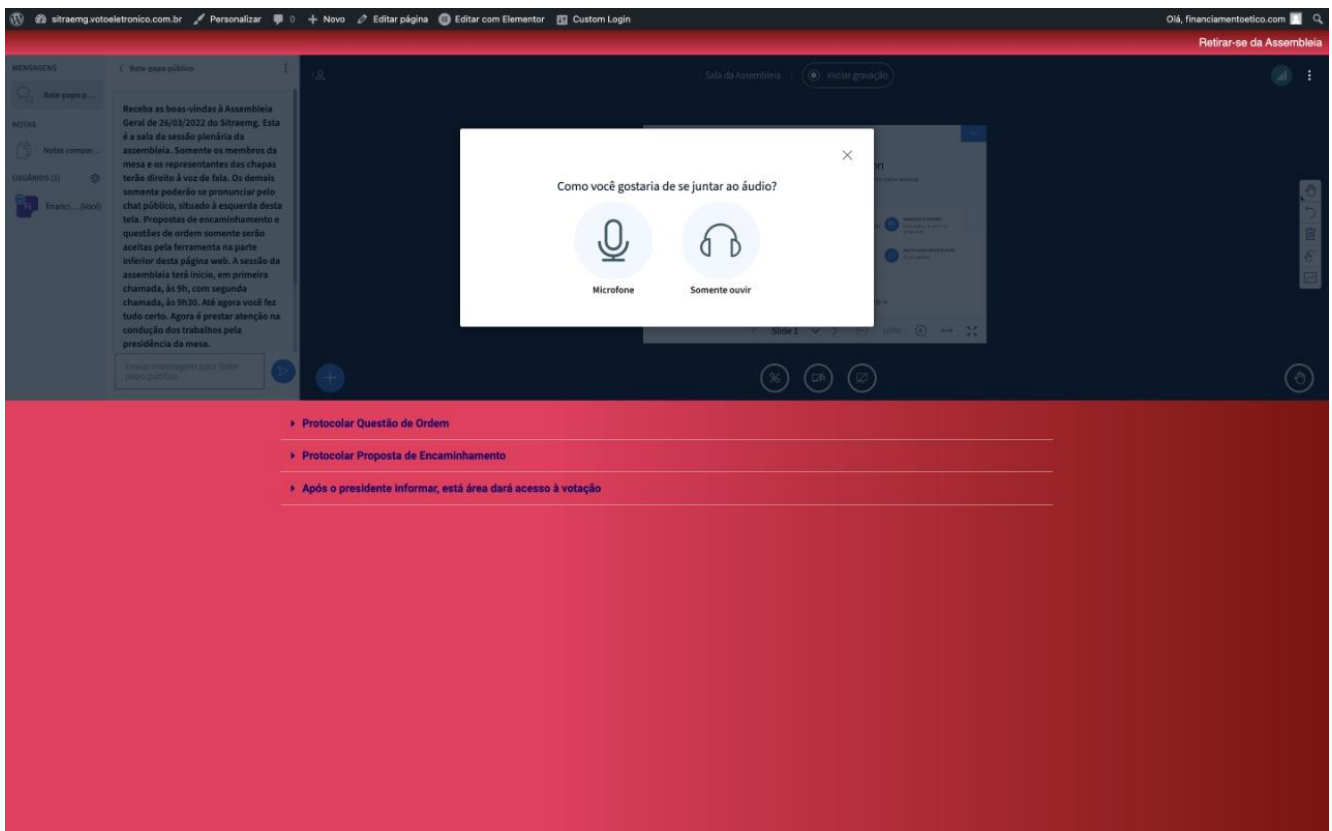 sitraemg.votoeletronico.com.br Personalizar 0 + Novo Editar página Editar com Elementor Custom Login Olá, financiamentoetico.com
Retirar-se da Assembleia
MENSAGENS
Bate-papo p...
NOTAS
Notas compar...
USUÁRIOS (1)
financi... (Você)
Bate-papo público
Receba as boas-vindas à Assembleia
Geral de 26/03/2022 do Sitraemg. Esta
é a sala da sessão plenária da
assembleia. Somente os membros da
mesa e os representantes das chapas
terão direito à voz de fala. Os demais
somente poderão se pronunciar pelo
chat público, situado à esquerda desta
tela. Propostas de encaminhamento e
questões de ordem somente serão
aceitas pela ferramenta na parte
inferior desta página web. A sessão da
assembleia terá início, em primeira
chamada, às 9h, com segunda
chamada, às 9h30. Até agora você fez
tudo certo. Agora é prestar atenção na
condução dos trabalhos pela
presidência da mesa.
Enviar mensagem para Bate-
papo público
Sala da Assembleia Iniciar gravação
Como você gostaria de se juntar ao áudio?
Microfone Somente ouvir
Slide 1 100%
Protocolar Questão de Ordem
Protocolar Proposta de Encaminhamento
Após o presidente informar, está área dará acesso à votação